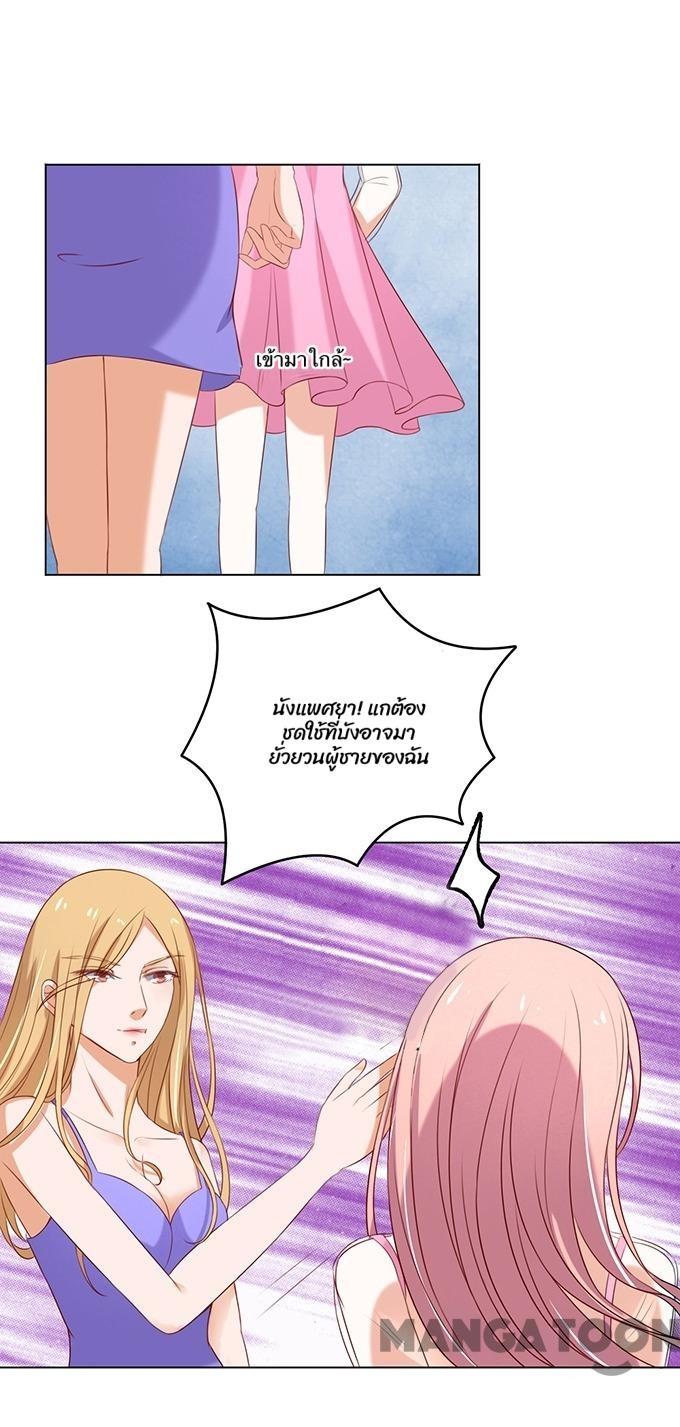 เข้ามาใกล้~
นังแพศยา! แกต้อง
ชดใช้ที่บังอาจมา
ยั่วยวนผู้ชายของฉัน
MANGATOON